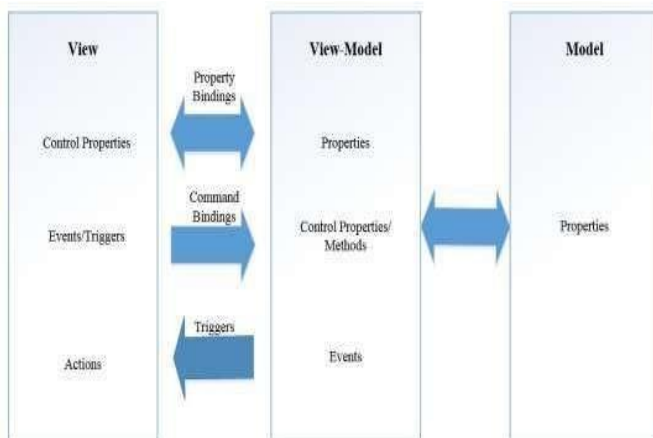 View
Control Properties
Events/Triggers
Actions
Property
Bindings
Command
Bindings
Triggers
View-Model
Properties
Control Properties/
Methods
Events
Model
Properties